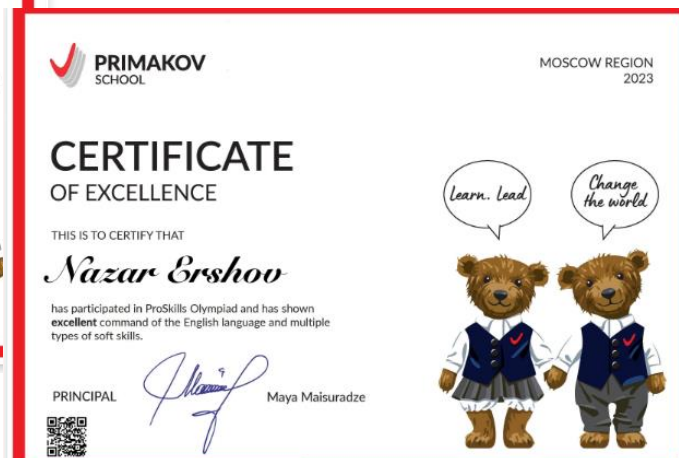 PRIMAKOV
SCHOOL
MOSCOW REGION
2023
CERTIFICATE
OF EXCELLENCE
THIS IS TO CERTIFY THAT
Nazar Ershov
has participated in ProSkills Olympiad and has shown
excellent command of the English language and multiple
types of soft skills.
PRINCIPAL
Maya Maisuradze
Learn. Lead
Change
the world